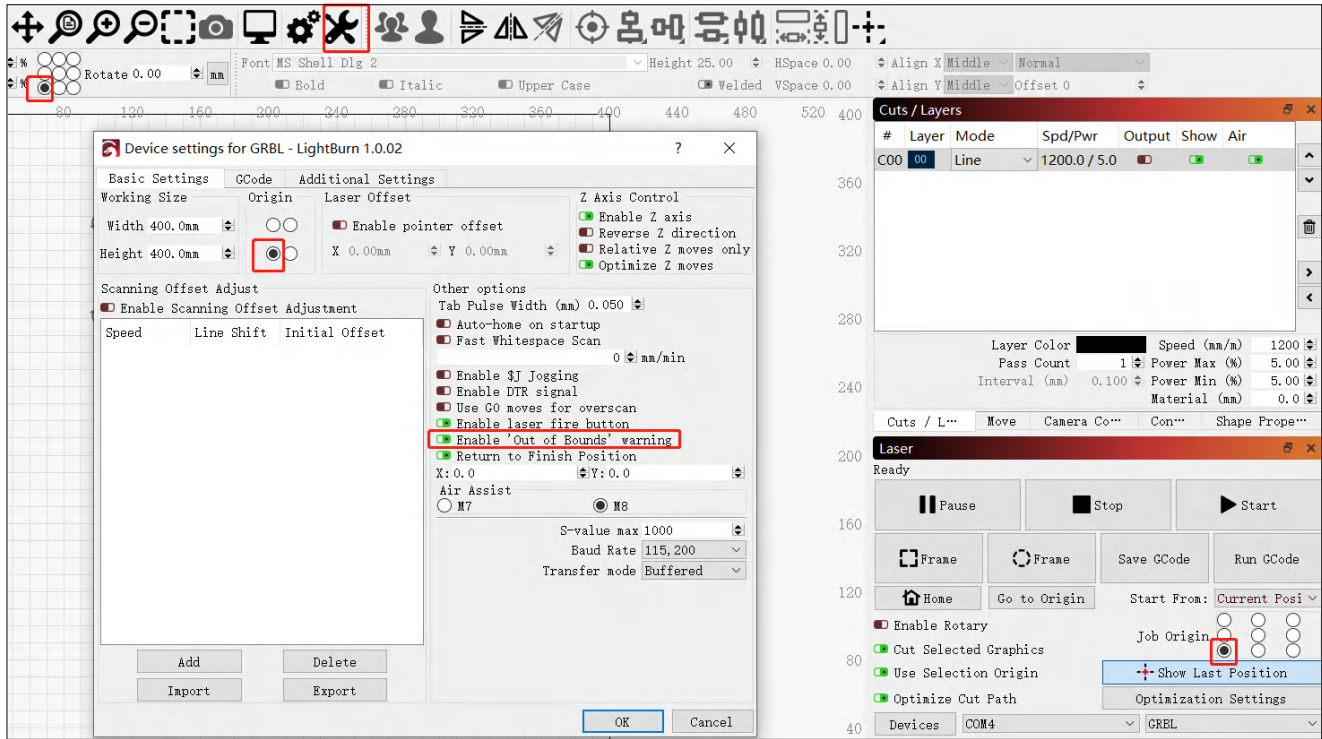 %
% Rotate 0.00 mm
Font MS Shell Dlg 2 Height 25.00 HSpace 0.00 Align X Middle Normal
Bold Italic Upper Case Welded VSpace 0.00 Align Y Middle Offset 0
80 120 160 200 240 280 320 360 400 440 480 520 400
360
320
280
240
200
160
120
80
40
Device settings for GRBL - LightBurn 1.0.02 ? ×
Basic Settings GCode Additional Settings
Working Size Origin Laser Offset Z Axis Control
Width 400.0mm Enable pointer offset Enable Z axis
Reverse Z direction
Height 400.0mm X 0.00mm Y 0.00mm Relative Z moves only
Optimize Z moves
Scanning Offset Adjust
Enable Scanning Offset Adjustment
Speed Line Shift Initial Offset
Add Delete
Import Export
Other options
Tab Pulse Width (mm) 0.050
Auto-home on startup
Fast Whitespace Scan
0 mm/min
Enable $J Jogging
Enable DTR signal
Use G0 moves for overscan
Enable laser fire button
Enable 'Out of Bounds' warning
Return to Finish Position
X: 0.0 Y: 0.0
Air Assist
M7 M8
S-value max 1000
Baud Rate 115,200
Transfer mode Buffered
OK Cancel
Cuts / Layers
# Layer Mode Spd/Pwr Output Show Air
C00 00 Line 1200.0 / 5.0
Layer Color Speed (mm/m) 1200
Pass Count 1 Power Max (%) 5.00
Interval (mm) 0.100 Power Min (%) 5.00
Material (mm) 0.0
Cuts / L… Move Camera Co… Con… Shape Prope…
Laser
Ready
Pause Stop Start
Frame Frame Save GCode Run GCode
Home Go to Origin Start From: Current Posi
Enable Rotary
Job Origin
Cut Selected Graphics
Use Selection Origin Show Last Position
Optimize Cut Path Optimization Settings
Devices COM4 GRBL